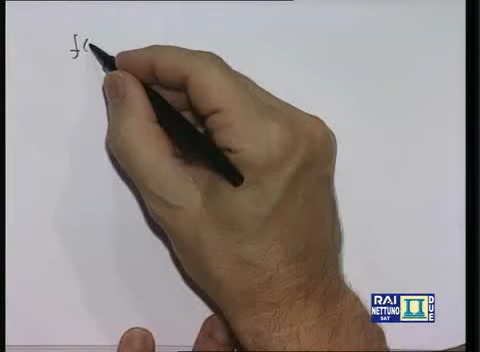 f(
RAI
NETTUNO
SAT
DUE